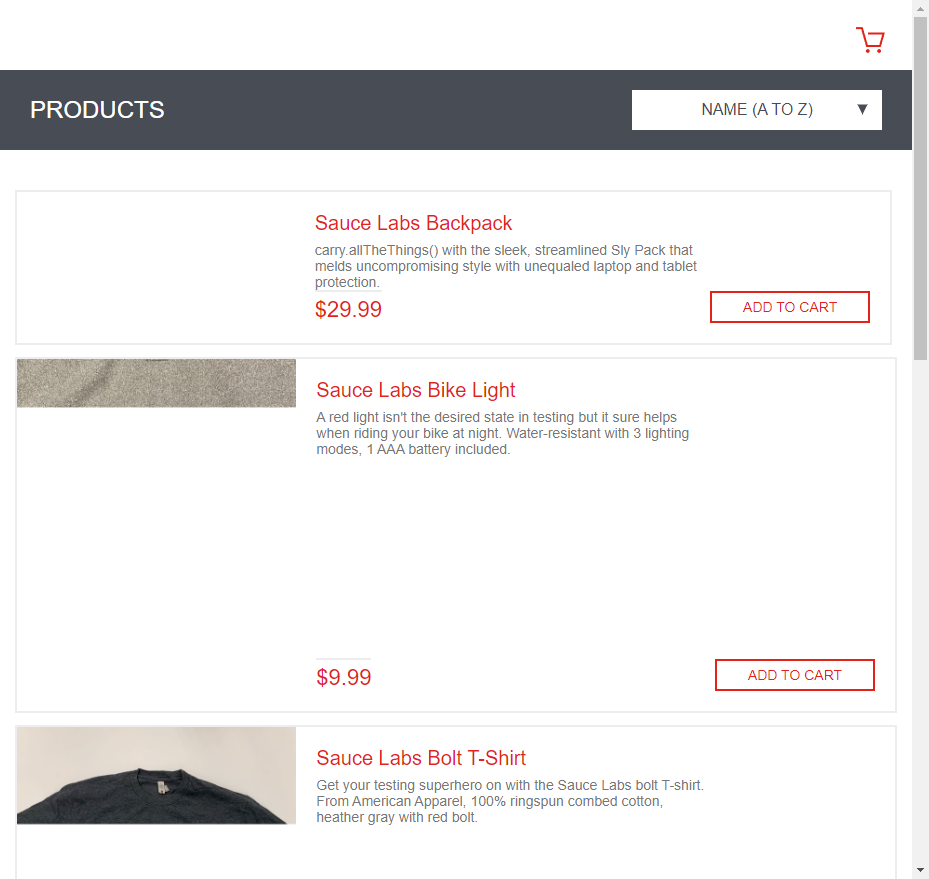 PRODUCTS
NAME (A TO Z) ▼
Sauce Labs Backpack
carry.allTheThings() with the sleek, streamlined Sly Pack that
melds uncompromising style with unequaled laptop and tablet
protection.
$29.99
ADD TO CART
Sauce Labs Bike Light
A red light isn't the desired state in testing but it sure helps
when riding your bike at night. Water-resistant with 3 lighting
modes, 1 AAA battery included.
$9.99
ADD TO CART
Sauce Labs Bolt T-Shirt
Get your testing superhero on with the Sauce Labs bolt T-shirt.
From American Apparel, 100% ringspun combed cotton,
heather gray with red bolt.